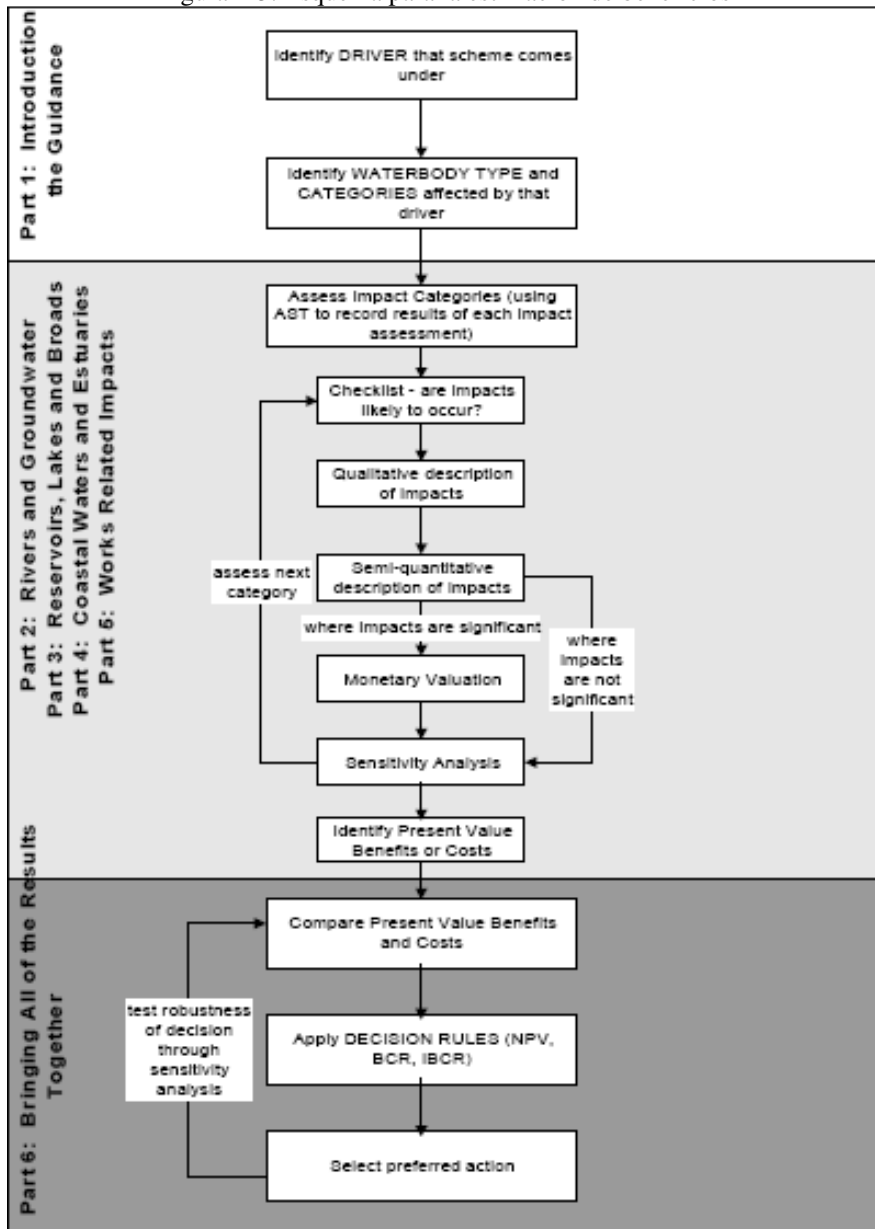 Part 1: Introduction
the Guidance
Identify DRIVER that scheme comes
under
Identify WATERBODY TYPE and
CATEGORIES affected by that
driver
Part 2: Rivers and Groundwater
Part 3: Reservoirs, Lakes and Broads
Part 4: Coastal Waters and Estuaries
Part 5: Works Related Impacts
Assess Impact Categories (using
AST to record results of each impact
assessment)
Checklist - are impacts
likely to occur?
Qualitative description
of impacts
Semi-quantitative
description of impacts
assess next
category
where impacts are significant
where
impacts
are not
significant
Monetary Valuation
Sensitivity Analysis
Identify Present Value
Benefits or Costs
Part 6: Bringing All of the Results
Together
Compare Present Value Benefits
and Costs
test robustness
of decision
through
sensitivity
analysis
Apply DECISION RULES (NPV,
BCR, IBCR)
Select preferred action